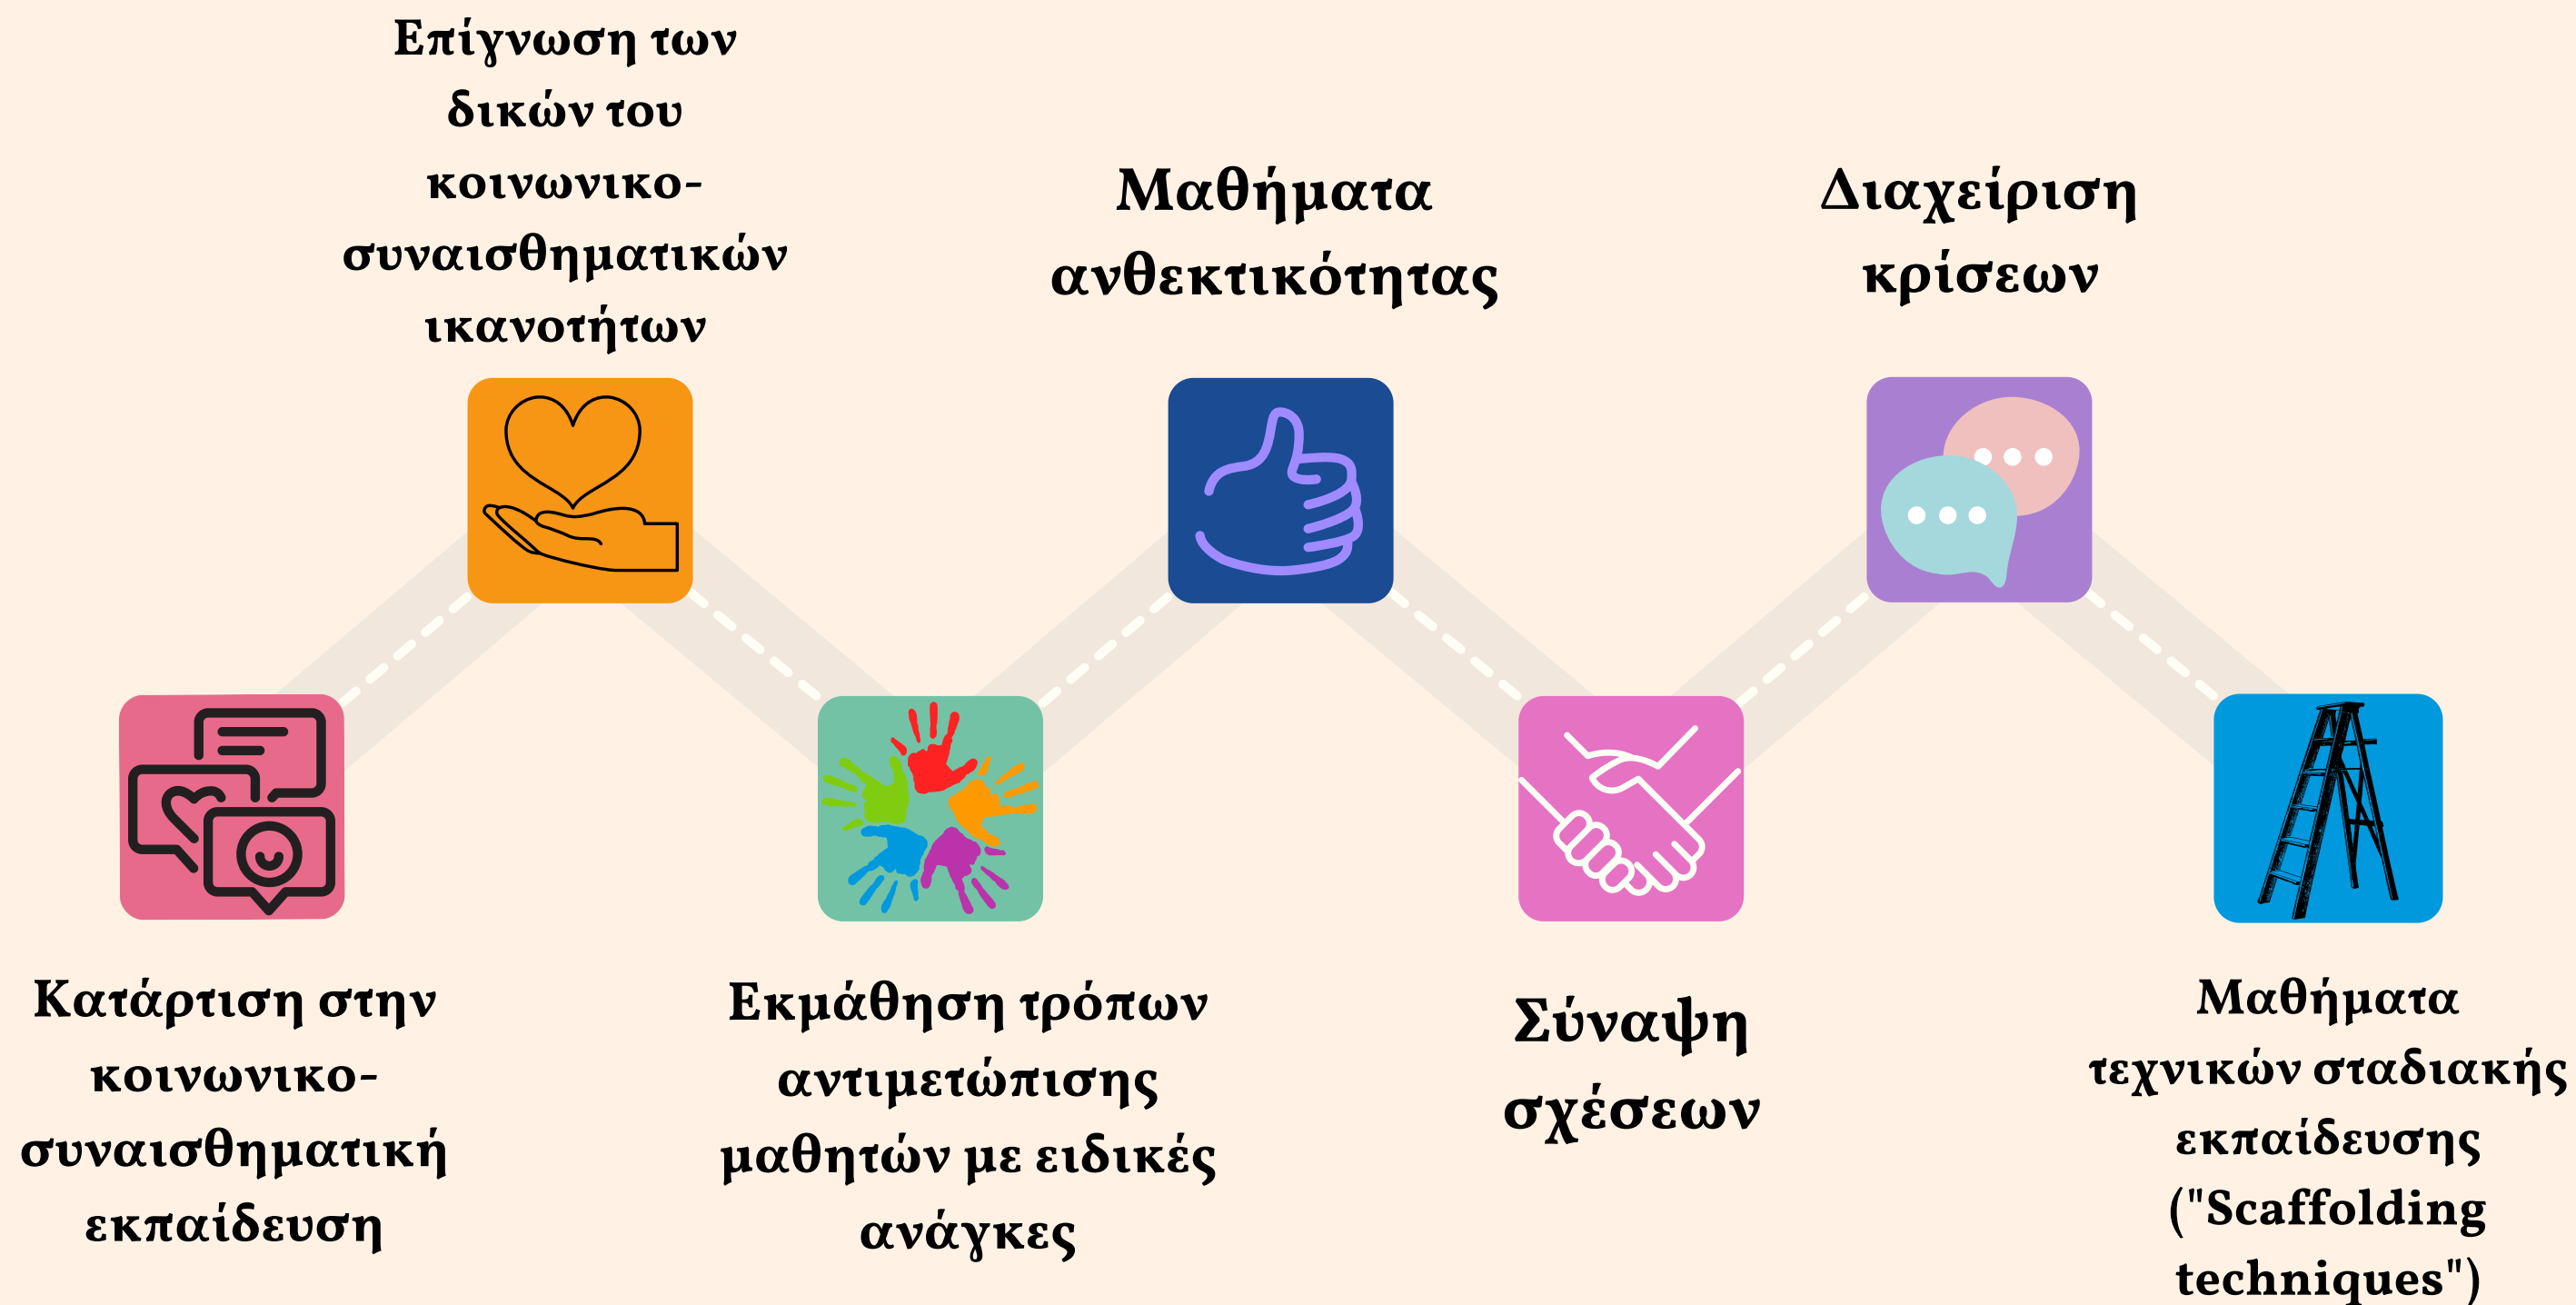 Κατάρτιση στην
κοινωνικο-
συναισθηματική
εκπαίδευση
Επίγνωση των
δικών του
κοινωνικο-
συναισθηματικών
ικανοτήτων
Εκμάθηση τρόπων
αντιμετώπισης
μαθητών με ειδικές
ανάγκες
Μαθήματα
ανθεκτικότητας
Σύναψη
σχέσεων
Διαχείριση
κρίσεων
Μαθήματα
τεχνικών σταδιακής
εκπαίδευσης
("Scaffolding
techniques")